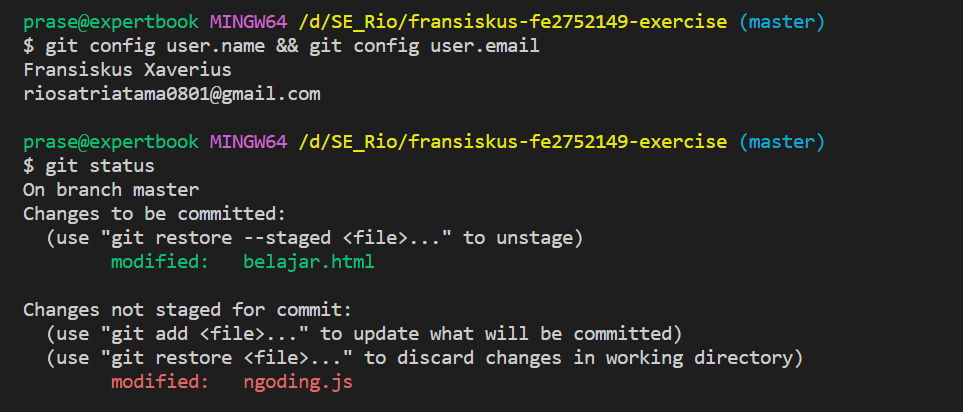 prase@expertbook MINGW64 /d/SE_Rio/fransiskus-fe2752149-exercise (master)
$ git config user.name && git config user.email
Fransiskus Xaverius
riosatriatama0801@gmail.com
prase@expertbook MINGW64 /d/SE_Rio/fransiskus-fe2752149-exercise (master)
$ git status
On branch master
Changes to be committed:
(use "git restore --staged <file>..." to unstage)
modified:   belajar.html
Changes not staged for commit:
(use "git add <file>..." to update what will be committed)
(use "git restore <file>..." to discard changes in working directory)
modified:   ngoding.js